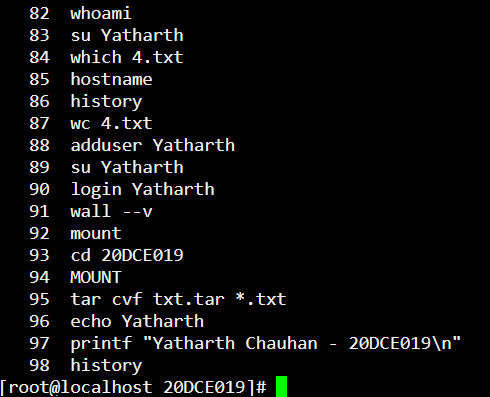 82 whoami
83 su Yatharth
84 which 4.txt
85 hostname
86 history
87 wc 4.txt
88 adduser Yatharth
89 su Yatharth
90 login Yatharth
91 wall --v
92 mount
93 cd 20DCE019
94 MOUNT
95 tar cvf txt.tar *.txt
96 echo Yatharth
97 printf "Yatharth Chauhan - 20DCE019\n"
98 history
[root@localhost 20DCE019]#